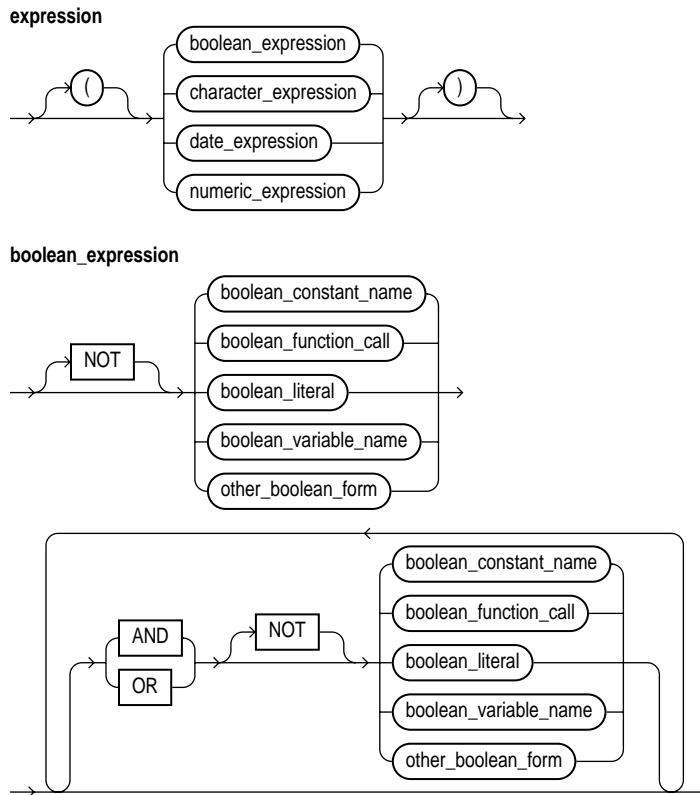 expression
boolean_expression
(
character_expression
)
date_expression
numeric_expression
boolean_expression
boolean_constant_name
boolean_function_call
NOT
boolean_literal
boolean_variable_name
other_boolean_form
boolean_constant_name
boolean_function_call
AND
NOT
boolean_literal
OR
boolean_variable_name
other_boolean_form